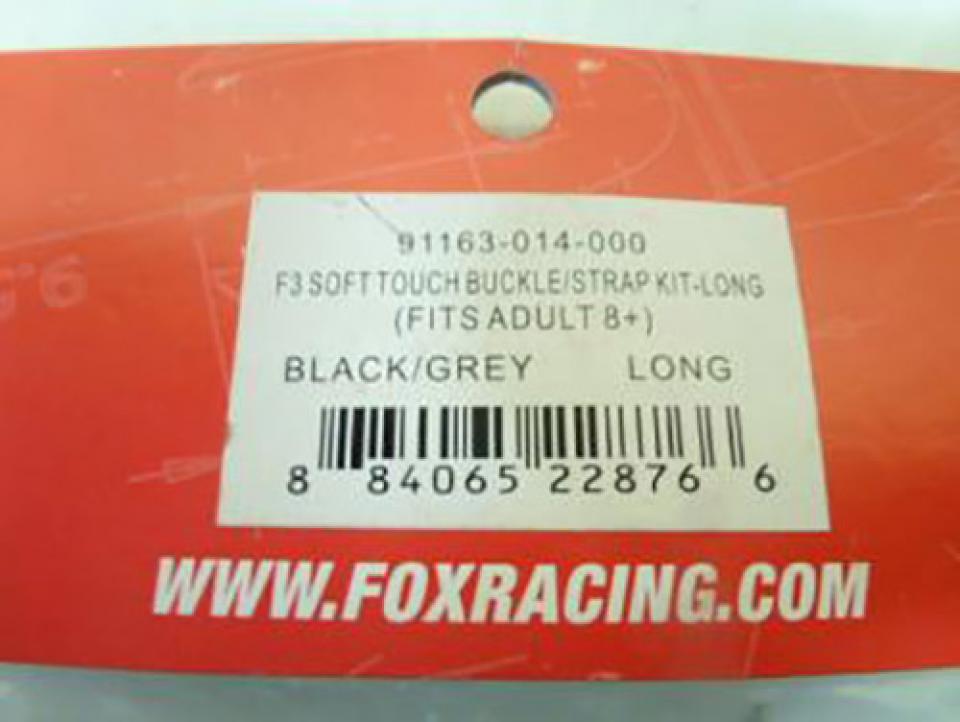 91163-014-000
F3 SOFT TOUCH BUCKLE/STRAP KIT-LONG
(FITS ADULT 8+)
BLACK/GREY LONG
8 84065 22876 6
WWW.FOXRACING.COM